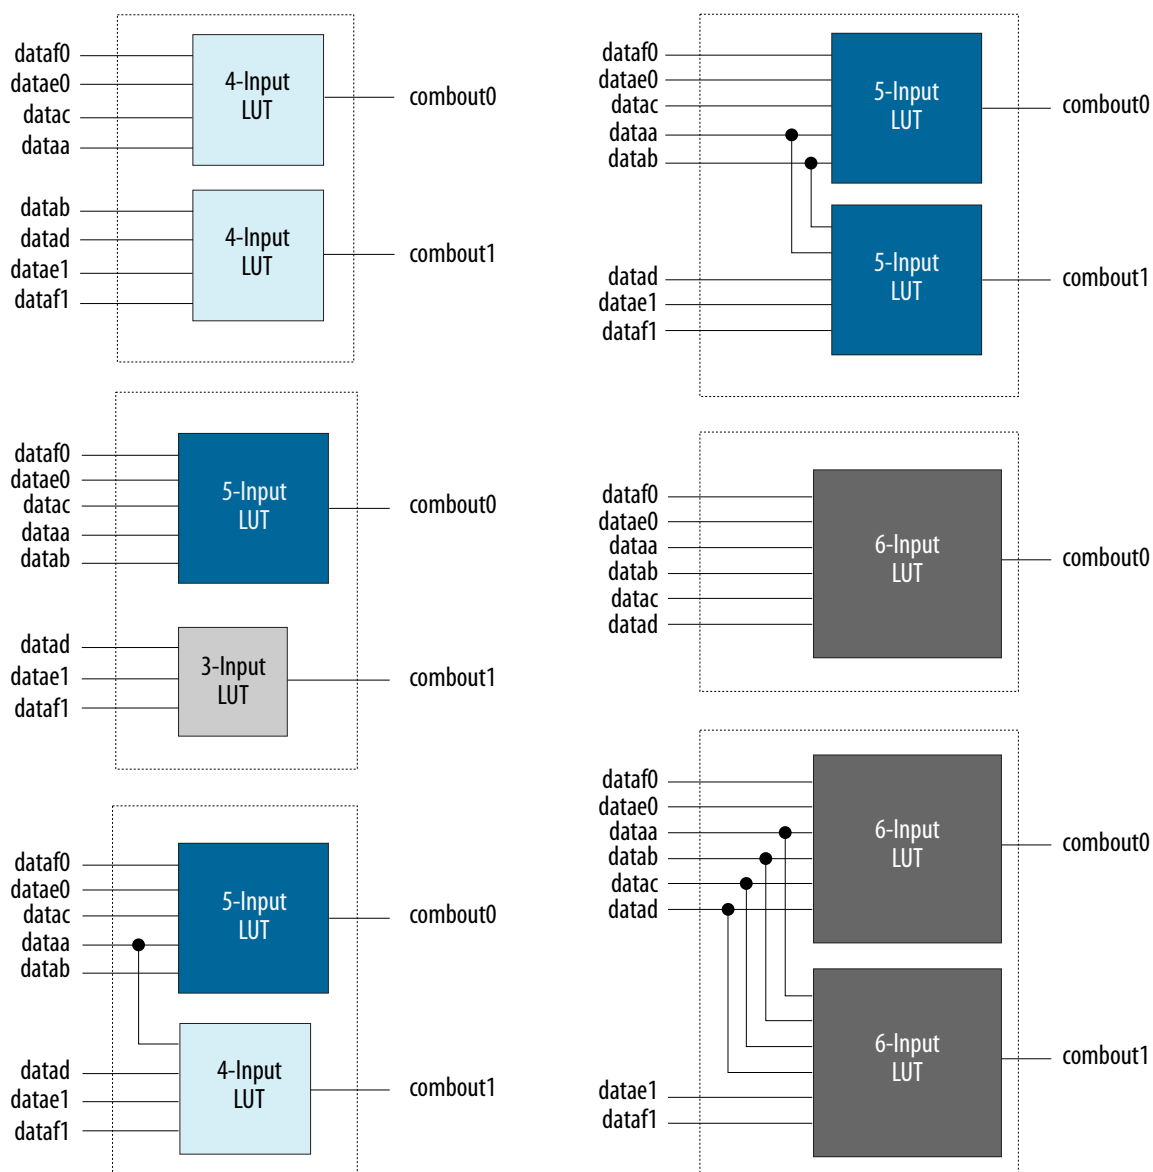 dataf0
datae0
datac
dataa
4-Input
LUT
combout0
datab
datad
datae1
dataf1
4-Input
LUT
combout1
dataf0
datae0
datac
dataa
datab
5-Input
LUT
combout0
datad
datae1
dataf1
3-Input
LUT
combout1
dataf0
datae0
datac
dataa
datab
5-Input
LUT
combout0
datad
datae1
dataf1
4-Input
LUT
combout1
dataf0
datae0
datac
dataa
datab
5-Input
LUT
combout0
datad
datae1
dataf1
5-Input
LUT
combout1
dataf0
datae0
dataa
datab
datac
datad
6-Input
LUT
combout0
dataf0
datae0
dataa
datab
datac
datad
6-Input
LUT
combout0
datae1
dataf1
6-Input
LUT
combout1